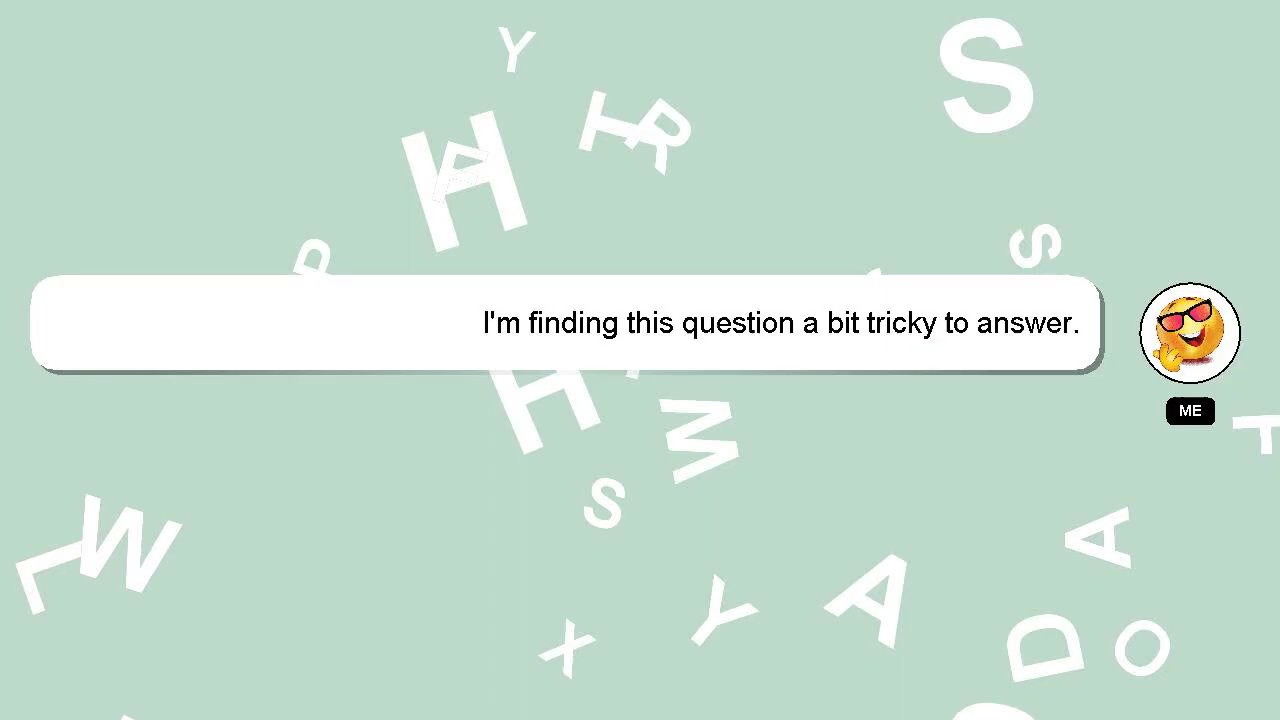 Y
S
H
A
I
R
P
S
I'm finding this question a bit tricky to answer.
ME
H
W
T
S
W
L
A
A
Y
X
D
O